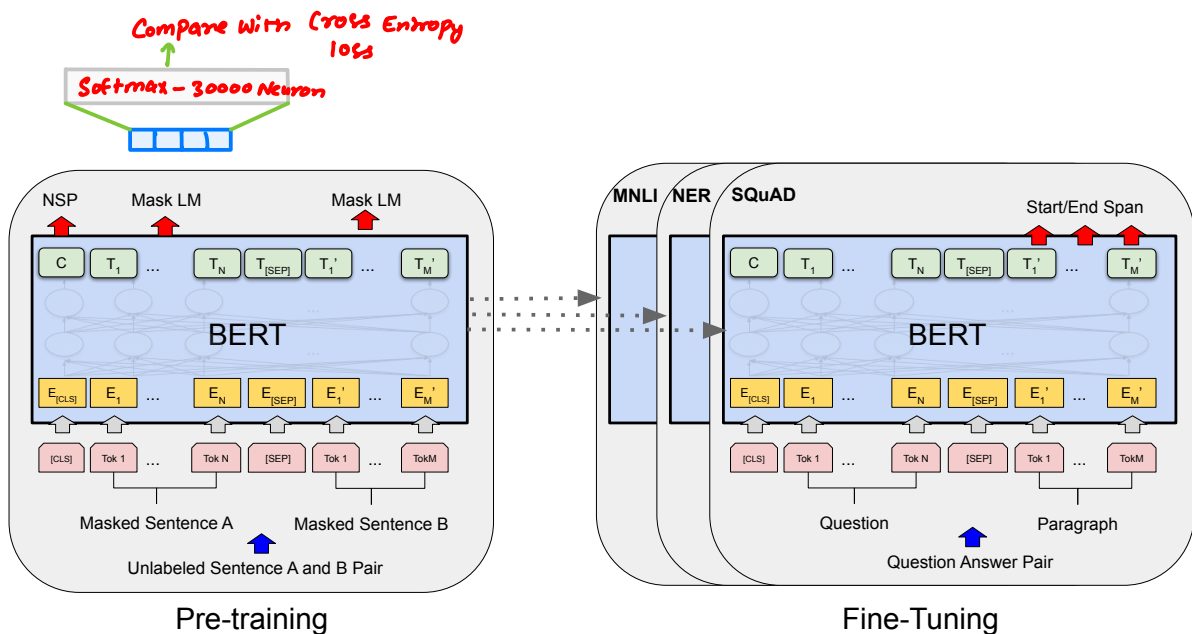 Compare with Cross Entropy
loss
Softmax - 30000 Neuron
NSP Mask LM Mask LM
C T1 ... TN T[SEP] T1' ... TM'
...
BERT
...
E[CLS] E1 ... EN E[SEP] E1' ... EM'
[CLS] Tok 1 ... Tok N [SEP] Tok 1 ... TokM
Masked Sentence A Masked Sentence B
Unlabeled Sentence A and B Pair
Pre-training
MNLI NER SQuAD
Start/End Span
C T1 ... TN T[SEP] T1' ... TM'
...
BERT
...
E[CLS] E1 ... EN E[SEP] E1' ... EM'
[CLS] Tok 1 ... Tok N [SEP] Tok 1 ... TokM
Question Paragraph
Question Answer Pair
Fine-Tuning